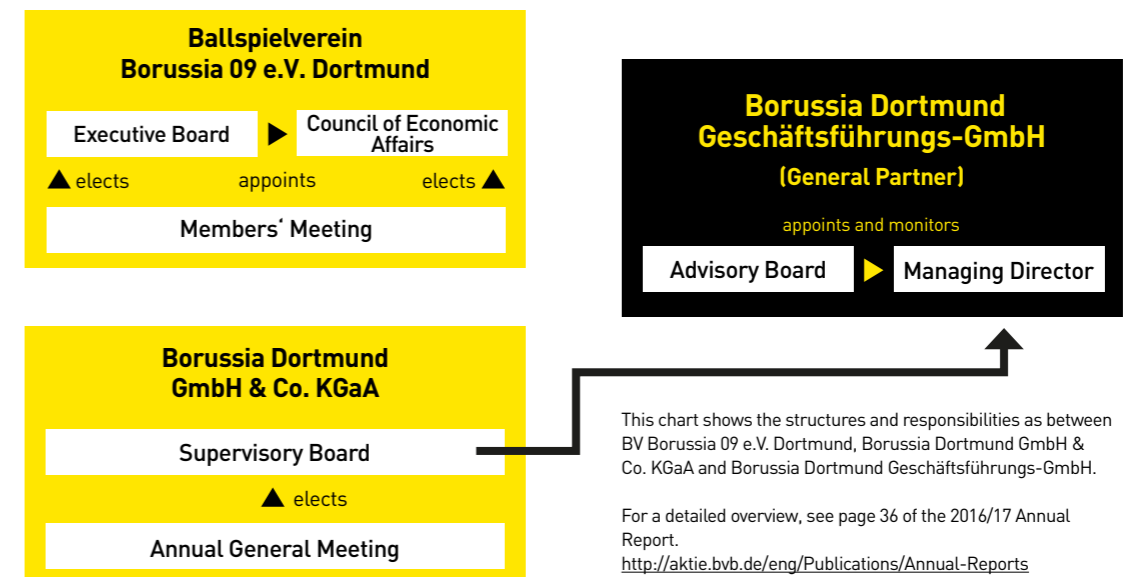 Ballspielverein
Borussia 09 e.V. Dortmund
Executive Board
Council of Economic
Affairs
elects
appoints
elects
Members‘ Meeting
Borussia Dortmund
GmbH & Co. KGaA
Supervisory Board
elects
Annual General Meeting
Borussia Dortmund
Geschäftsführungs-GmbH
(General Partner)
appoints and monitors
Advisory Board
Managing Director
This chart shows the structures and responsibilities as between
BV Borussia 09 e.V. Dortmund, Borussia Dortmund GmbH &
Co. KGaA and Borussia Dortmund Geschäftsführungs-GmbH.
For a detailed overview, see page 36 of the 2016/17 Annual
Report.
http://aktie.bvb.de/eng/Publications/Annual-Reports